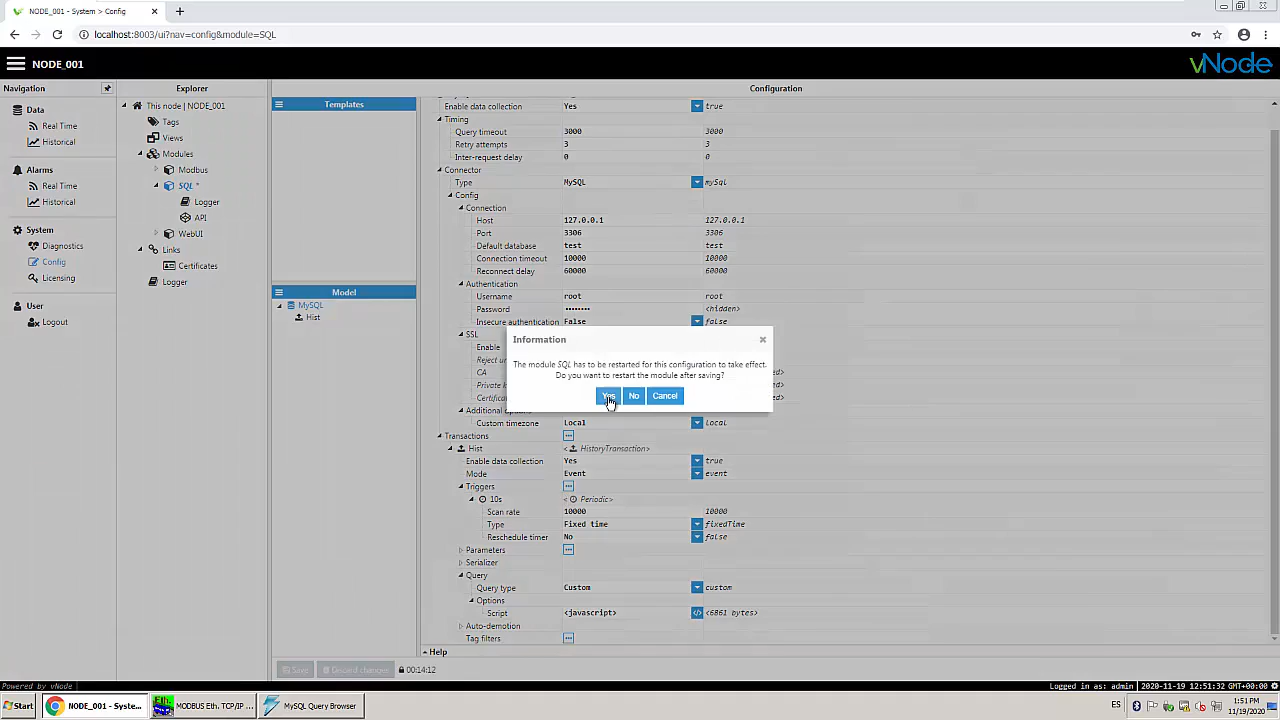 NODE_001 - System > Config
localhost:8003/ui?nav=config&module=SQL
NODE_001
vNode
Navigation
Explorer
Configuration
Data
Real Time
Historical
Alarms
Real Time
Historical
System
Diagnostics
Config
Licensing
User
Logout
This node | NODE_001
Tags
Views
Modules
Modbus
SQL *
Logger
API
WebUI
Links
Certificates
Logger
Templates
Model
MySQL
Hist
Enable data collection Yes true
Timing
Query timeout 3000 3000
Retry attempts 3 3
Inter-request delay 0 0
Connector
Type MySQL mySql
Config
Connection
Host 127.0.0.1 127.0.0.1
Port 3306 3306
Default database test test
Connection timeout 10000 10000
Reconnect delay 60000 60000
Authentication
Username root root
Password •••••••• <hidden>
Insecure authentication False false
SSL
Enable
Reject u
CA
Private
Certific
Information
The module SQL has to be restarted for this configuration to take effect.
Do you want to restart the module after saving?
Yes No Cancel
Additional
Custom timezone Local local
Transactions
Hist <HistoryTransaction>
Enable data collection Yes true
Mode Event event
Triggers
10s <Periodic>
Scan rate 10000 10000
Type Fixed time fixedTime
Reschedule timer No false
Parameters
Serializer
Query
Query type Custom custom
Options
Script <javascript> <6861 bytes>
Auto-demotion
Tag filters
Help
Save Discard changes 00:14:12
Powered by vNode
Logged in as: admin 2020-11-19 12:51:32 GMT+00:00
Start NODE_001 - Syste... MODBUS Eth. TCP/IP ... MySQL Query Browser
ES
1:51 PM
11/19/2020